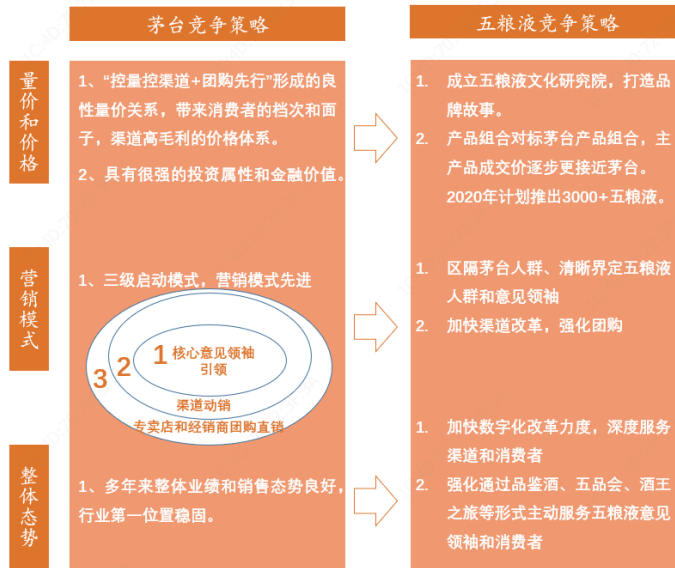 茅台竞争策略
五粮液竞争策略
量价和价格
1、“控量控渠道+团购先行”形成的良
性量价关系，带来消费者的档次和面
子，渠道高毛利的价格体系。
2、具有很强的投资属性和金融价值。
1. 成立五粮液文化研究院，打造品
牌故事。
2. 产品組合对标茅台产品組合，主
产品成交价逐步更接近茅台。
2020年计划推出3000+五粮液。
营销模式
1、三级启动模式，营销模式先进
1 核心意见领袖
引领
2
渠道动销
3
专卖店和经销商团购直销
1. 区隔茅台人群、清晰界定五粮液
人群和意见领袖
2. 加快渠道改革，强化团购
整体态势
1、多年来整体业绩和销售态势良好，
行业第一位置稳固。
1. 加快数字化改革力度，深度服务
渠道和消费者
2. 强化通过品鉴酒、五品会、酒王
之旅等形式主动服务五粮液意见
领袖和消费者